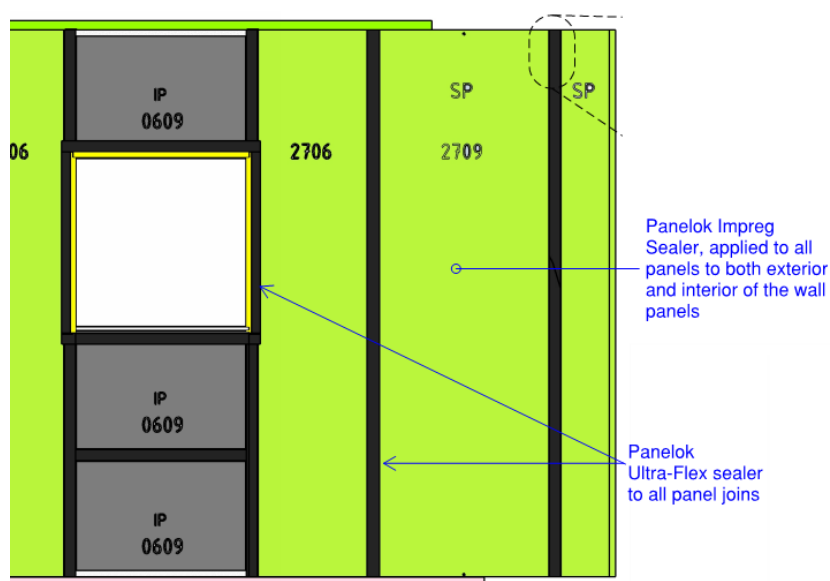 IP
0609
SP
SP
06
2706
2709
Panelok Impreg
Sealer, applied to all
panels to both exterior
and interior of the wall
panels
IP
0609
Panelok
Ultra-Flex sealer
to all panel joins
IP
0609